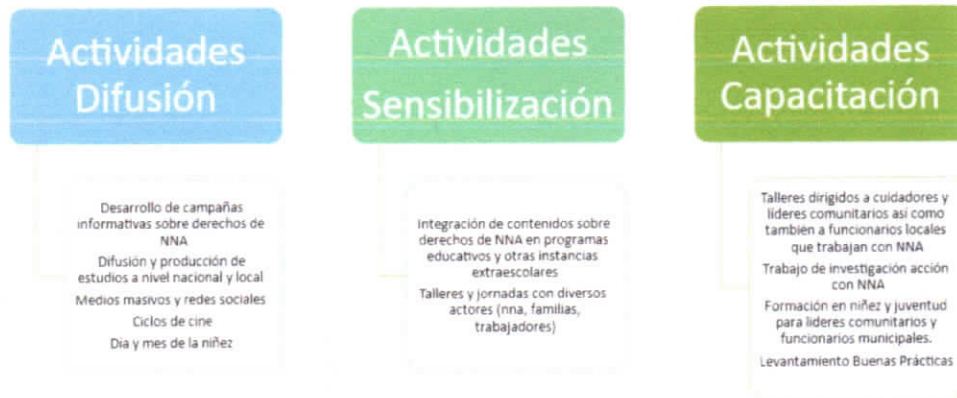 Actividades
Difusión
Desarrollo de campañas
informativas sobre derechos de
NNA
Difusión y producción de
estudios a nivel nacional y local
Medios masivos y redes sociales
Ciclos de cine
Dia y mes de la niñez
Actividades
Sensibilización
Integración de contenidos sobre
derechos de NNA en programas
educativos y otras instancias
extraescolares
Talleres y jornadas con diversos
actores (nna, familias,
trabajadores)
Actividades
Capacitación
Talleres dirigidos a cuidadores y
líderes comunitarios así como
también a funcionarios locales
que trabajan con NNA
Trabajo de investigación acción
con NNA
Formación en niñez y juventud
para líderes comunitarios y
funcionarios municipales.
Levantamiento Buenas Prácticas